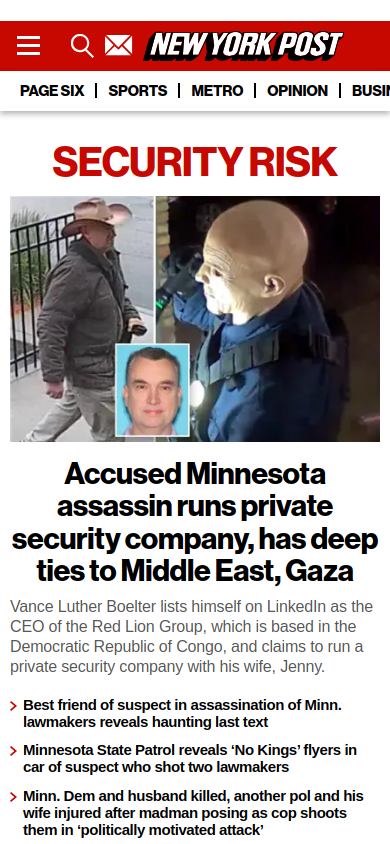 NEW YORK POST
PAGE SIX | SPORTS | METRO | OPINION | BUSI
SECURITY RISK
Accused Minnesota
assassin runs private
security company, has deep
ties to Middle East, Gaza
Vance Luther Boelter lists himself on LinkedIn as the
CEO of the Red Lion Group, which is based in the
Democratic Republic of Congo, and claims to run a
private security company with his wife, Jenny.
Best friend of suspect in assassination of Minn.
lawmakers reveals haunting last text
Minnesota State Patrol reveals ‘No Kings’ flyers in
car of suspect who shot two lawmakers
Minn. Dem and husband killed, another pol and his
wife injured after madman posing as cop shoots
them in ‘politically motivated attack’